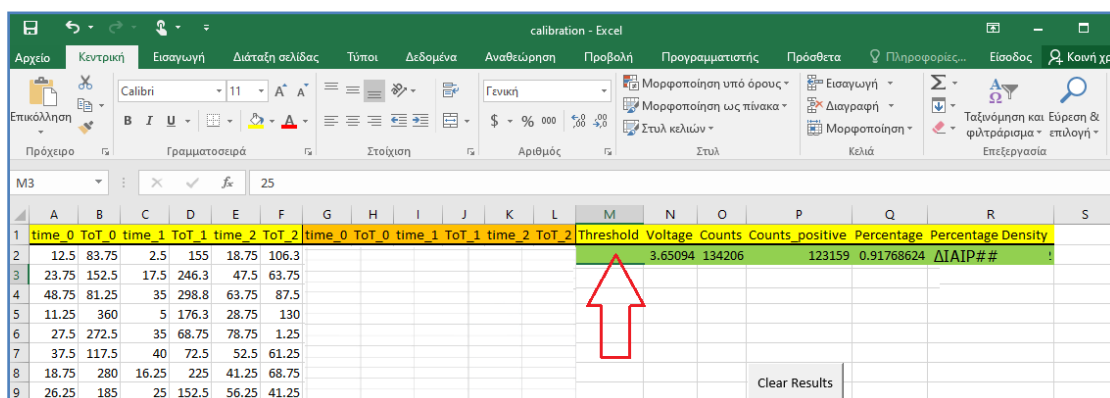 calibration - Excel
Αρχείο Κεντρική Εισαγωγή Διάταξη σελίδας Τύποι Δεδομένα Αναθεώρηση Προβολή Προγραμματιστής Πρόσθετα Πληροφορίες... Είσοδος Κοινή χρ
Επικόλληση
Calibri 11 A A
B I U A
Γενική
$ % 000
Μορφοποίηση υπό όρους
Μορφοποίηση ως πίνακα
Στυλ κελιών
Εισαγωγή
Διαγραφή
Μορφοποίηση
Ταξινόμηση και φιλτράρισμα
Εύρεση & επιλογή
Πρόχειρο Γραμματοσειρά Στοίχιση Αριθμός Στυλ Κελιά Επεξεργασία
M3 fx 25
A B C D E F G H I J K L M N O P Q R S
1 time_0 ToT_0 time_1 ToT_1 time_2 ToT_2 time_0 ToT_0 time_1 ToT_1 time_2 ToT_2 Threshold Voltage Counts Counts_positive Percentage Percentage Density
2 12.5 83.75 2.5 155 18.75 106.3 3.65094 134206 123159 0.91768624 ΔΙΑΙΡ##
3 23.75 152.5 17.5 246.3 47.5 63.75
4 48.75 81.25 35 298.8 63.75 87.5
5 11.25 360 5 176.3 28.75 130
6 27.5 272.5 35 68.75 78.75 1.25
7 37.5 117.5 40 72.5 52.5 61.25
8 18.75 280 16.25 225 41.25 68.75
Clear Results
9 26.25 185 25 152.5 56.25 41.25